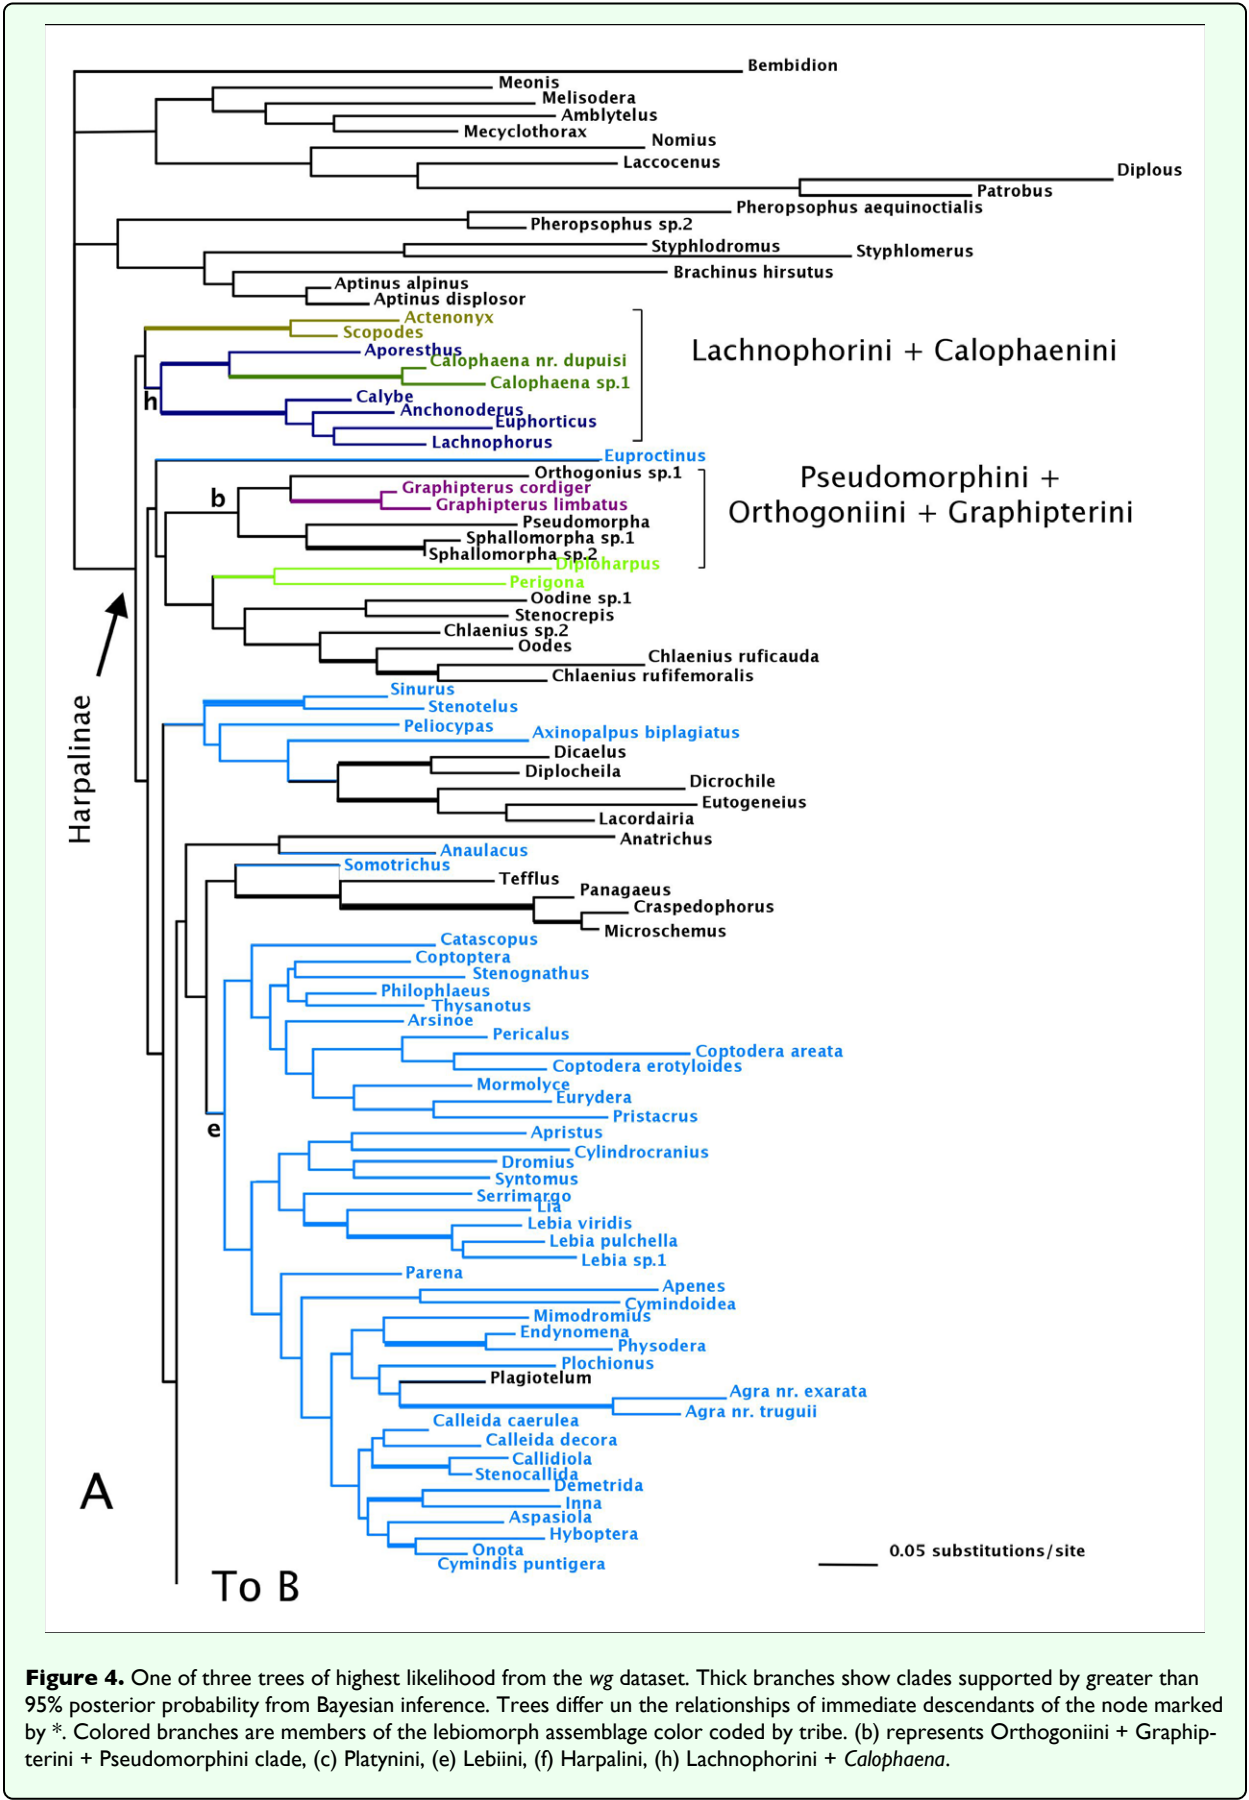 Bembidion
Meonis
Melisodera
Amblytelus
Mecyclothorax
Nomius
Laccocenus
Diplous
Patrobus
Pheropsophus aequinoctialis
Pheropsophus sp.2
Styphlodromus
Styphlomerus
Brachinus hirsutus
Aptinus alpinus
Aptinus displosor
Actenonyx
Scopodes
Aporesthus
Calophaena nr. dupuisi
Calophaena sp.1
Lachnophorini + Calophaenini
h
Calybe
Anchonoderus
Euphorticus
Lachnophorus
Euproctinus
Orthogonius sp.1
Pseudomorphini +
Orthogoniini + Graphipterini
b
Graphipterus cordiger
Graphipterus limbatus
Pseudomorpha
Sphallomorpha sp.1
Sphallomorpha sp.2
Diploharpus
Perigona
Oodine sp.1
Stenocrepis
Chlaenius sp.2
Oodes
Chlaenius ruficauda
Chlaenius rufifemoralis
Harpalinae
Sinurus
Stenotelus
Peliocypas
Axinopalpus biplagiatus
Dicaelus
Diplocheila
Dicrochile
Eutogeneius
Lacordairia
Anatrichus
Anaulacus
Somotrichus
Tefflus
Panagaeus
Craspedophorus
Microschemus
Catascopus
Coptoptera
Stenognathus
Philophlaeus
Thysanotus
Arsinoe
Pericalus
Coptodera areata
Coptodera erotyloides
Mormolyce
Eurydera
Pristacrus
e
Apristus
Cylindrocranius
Dromius
Syntomus
Serrimargo
Lia
Lebia viridis
Lebia pulchella
Lebia sp.1
Parena
Apenes
Cymindoidea
Mimodromius
Endynomena
Physodera
Plochionus
Plagiotelum
Agra nr. exarata
Agra nr. truguii
Calleida caerulea
Calleida decora
Callidiola
Stenocallida
Demetrida
Inna
Aspasiola
Hyboptera
Onota
Cymindis puntigera
A
To B
0.05 substitutions/site
Figure 4. One of three trees of highest likelihood from the wg dataset. Thick branches show clades supported by greater than
95% posterior probability from Bayesian inference. Trees differ un the relationships of immediate descendants of the node marked
by *. Colored branches are members of the lebiomorph assemblage color coded by tribe. (b) represents Orthogoniini + Graphip-
terini + Pseudomorphini clade, (c) Platynini, (e) Lebiini, (f) Harpalini, (h) Lachnophorini + Calophaena.